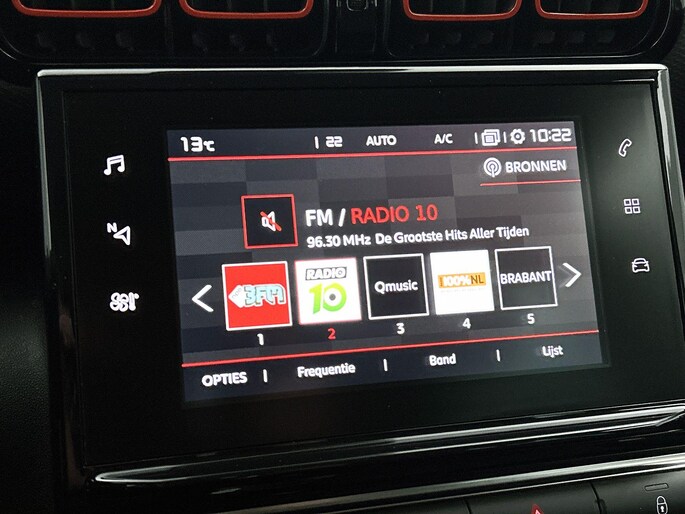 13°C | 22 AUTO A/C | | 10:22
BRONNEN
FM / RADIO 10
96.30 MHz De Grootste Hits Aller Tijden
3FM RADIO 10 Qmusic 100%NL BRABANT
1 2 3 4 5
OPTIES | Frequentie | Band | Lijst
N